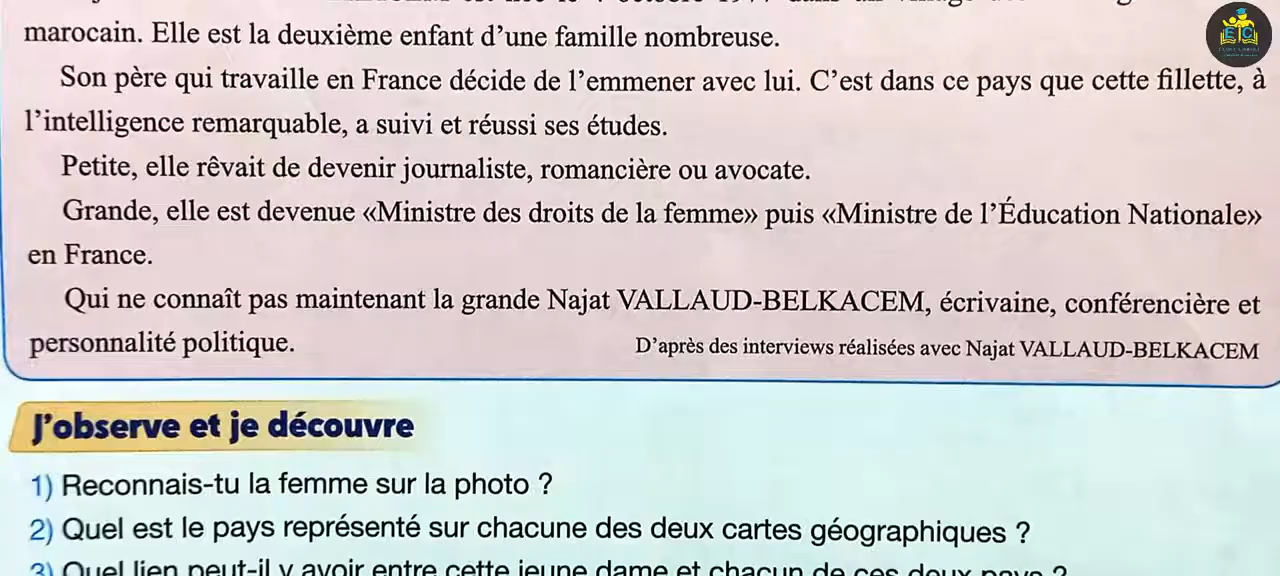 marocain. Elle est la deuxième enfant d'une famille nombreuse.
Son père qui travaille en France décide de l'emmener avec lui. C'est dans ce pays que cette fillette, à
l'intelligence remarquable, a suivi et réussi ses études.
Petite, elle rêvait de devenir journaliste, romancière ou avocate.
Grande, elle est devenue «Ministre des droits de la femme» puis «Ministre de l'Éducation Nationale»
en France.
Qui ne connaît pas maintenant la grande Najat VALLAUD-BELKACEM, écrivaine, conférencière et
personnalité politique.
D'après des interviews réalisées avec Najat VALLAUD-BELKACEM
J'observe et je découvre
1) Reconnais-tu la femme sur la photo ?
2) Quel est le pays représenté sur chacune des deux cartes géographiques ?
3) Quel lien peut-il y avoir entre cette jeune dame et chacun de ces deux pays ?